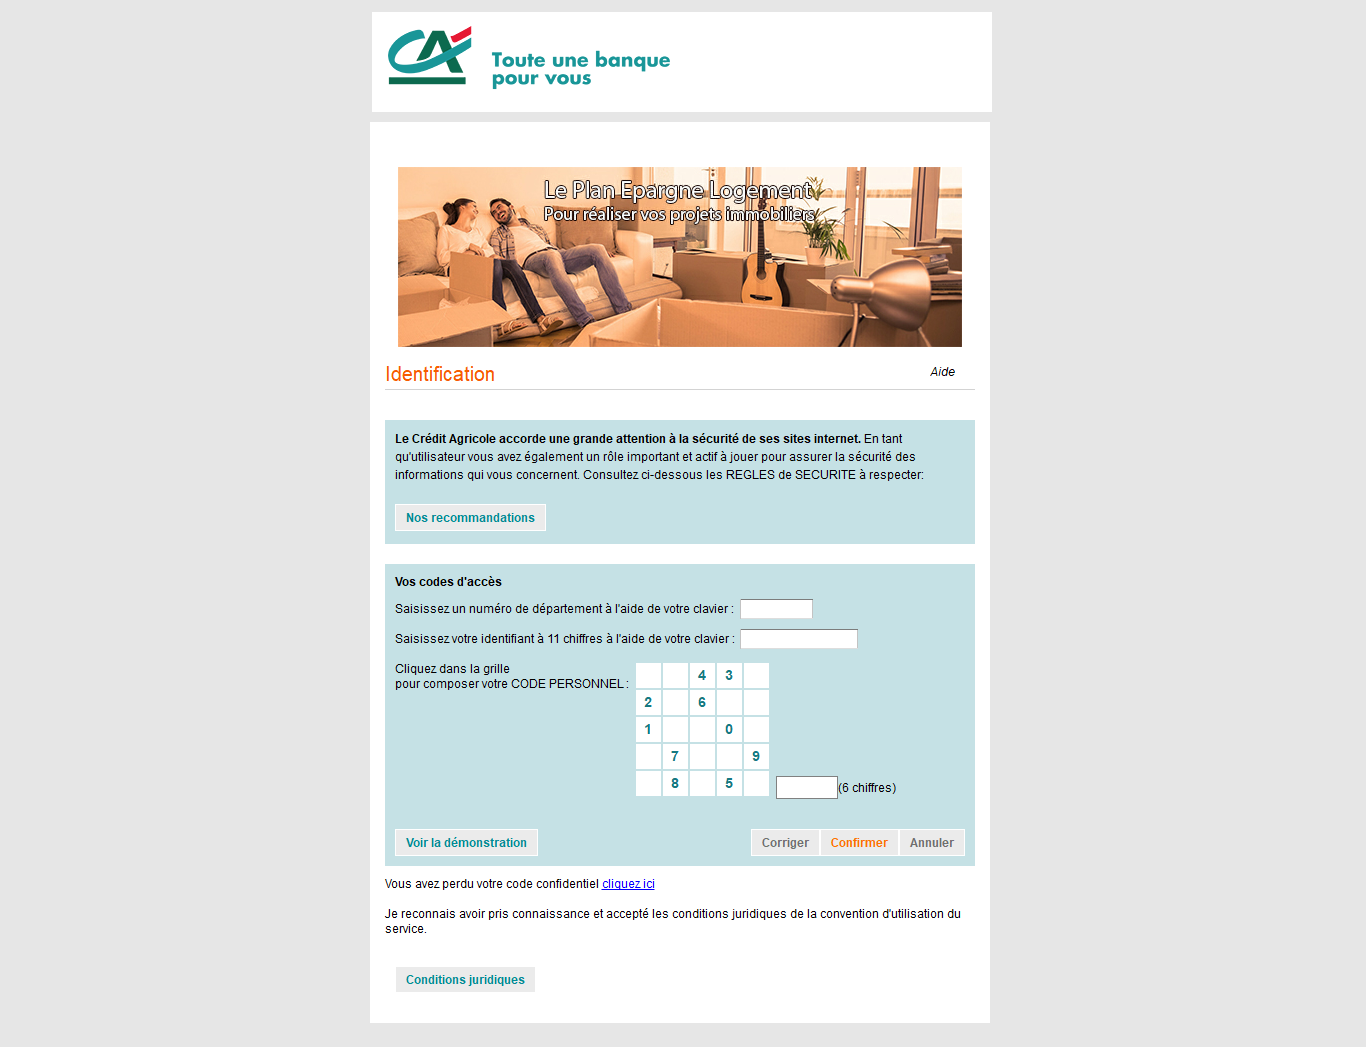 CA
Toute une banque
pour vous
Le Plan Epargne Logement
Pour réaliser vos projets immobiliers
Identification
Aide
Le Crédit Agricole accorde une grande attention à la sécurité de ses sites internet. En tant
qu'utilisateur vous avez également un rôle important et actif à jouer pour assurer la sécurité des
informations qui vous concernent. Consultez ci-dessous les REGLES de SECURITE à respecter:
Nos recommandations
Vos codes d'accès
Saisissez un numéro de département à l'aide de votre clavier :
Saisissez votre identifiant à 11 chiffres à l'aide de votre clavier :
Cliquez dans la grille
pour composer votre CODE PERSONNEL :
4 3
2 6
1 0
7 9
8 5
(6 chiffres)
Voir la démonstration
Corriger Confirmer Annuler
Vous avez perdu votre code confidentiel cliquez ici
Je reconnais avoir pris connaissance et accepté les conditions juridiques de la convention d'utilisation du
service.
Conditions juridiques